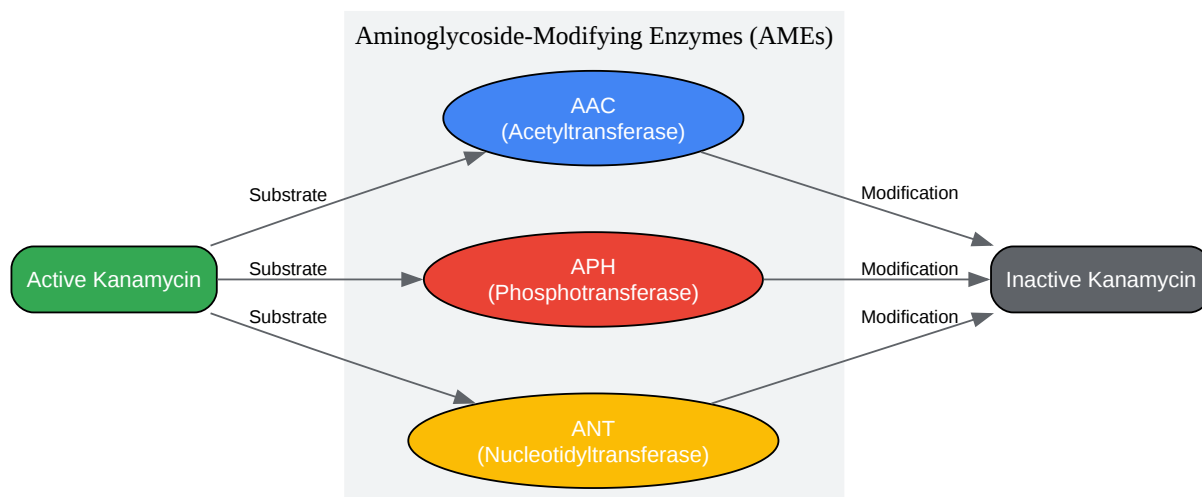 Aminoglycoside-Modifying Enzymes (AMEs)
AAC
(Acetyltransferase)
Substrate
Modification
Active Kanamycin
Substrate
APH
(Phosphotransferase)
Modification
Inactive Kanamycin
Substrate
Modification
ANT
(Nucleotidyltransferase)